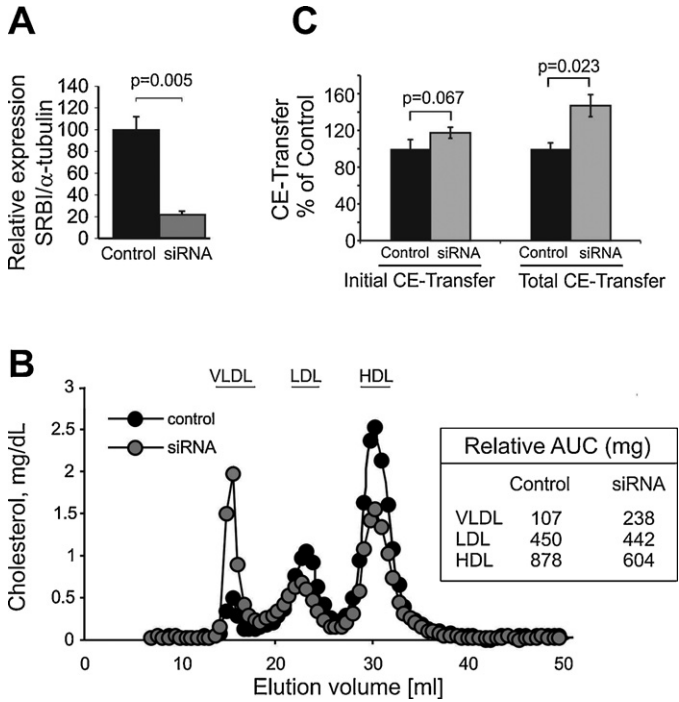 A
Relative expression
SRBI/α-tubulin
p=0.005
140
120
100
80
60
40
20
0
Control siRNA
C
CE-Transfer
% of Control
p=0.067
p=0.023
160
120
80
40
0
Control siRNA Control siRNA
Initial CE-Transfer Total CE-Transfer
B
VLDL LDL HDL
Cholesterol, mg/dL
3
2.5
2
1.5
1
0.5
0
control
siRNA
Relative AUC (mg)
Control siRNA
VLDL 107 238
LDL 450 442
HDL 878 604
0 10 20 30 40 50
Elution volume [ml]